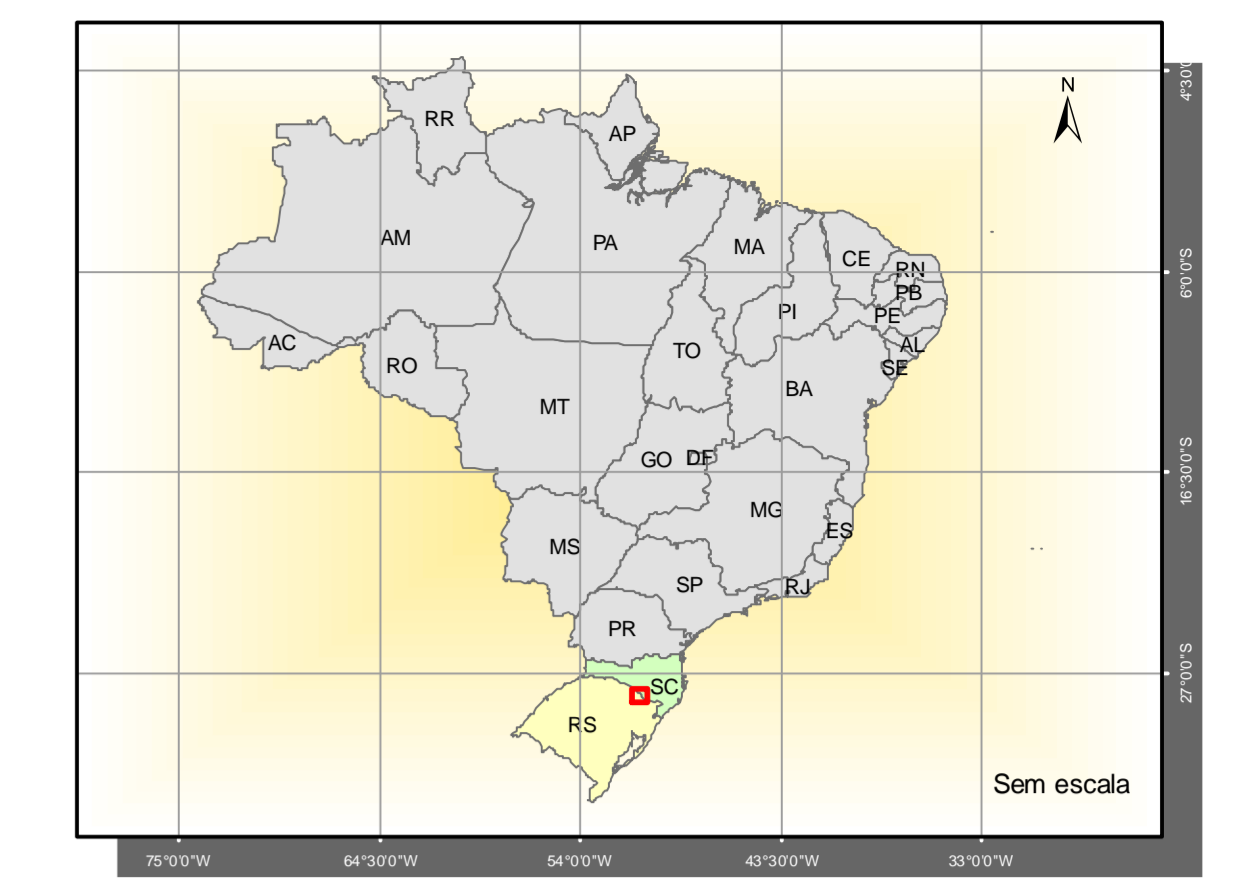 N
4°30'0
RR
AP
AM
PA
MA
CE
RN
6°0'0"S
PB
PI
PE
AC
TO
AL
RO
SE
BA
MT
GO
DF
16°30'0"S
MG
ES
MS
SP
RJ
PR
27°0'0"S
SC
RS
Sem escala
75°0'0"W
64°30'0"W
54°0'0"W
43°30'0"W
33°0'0"W